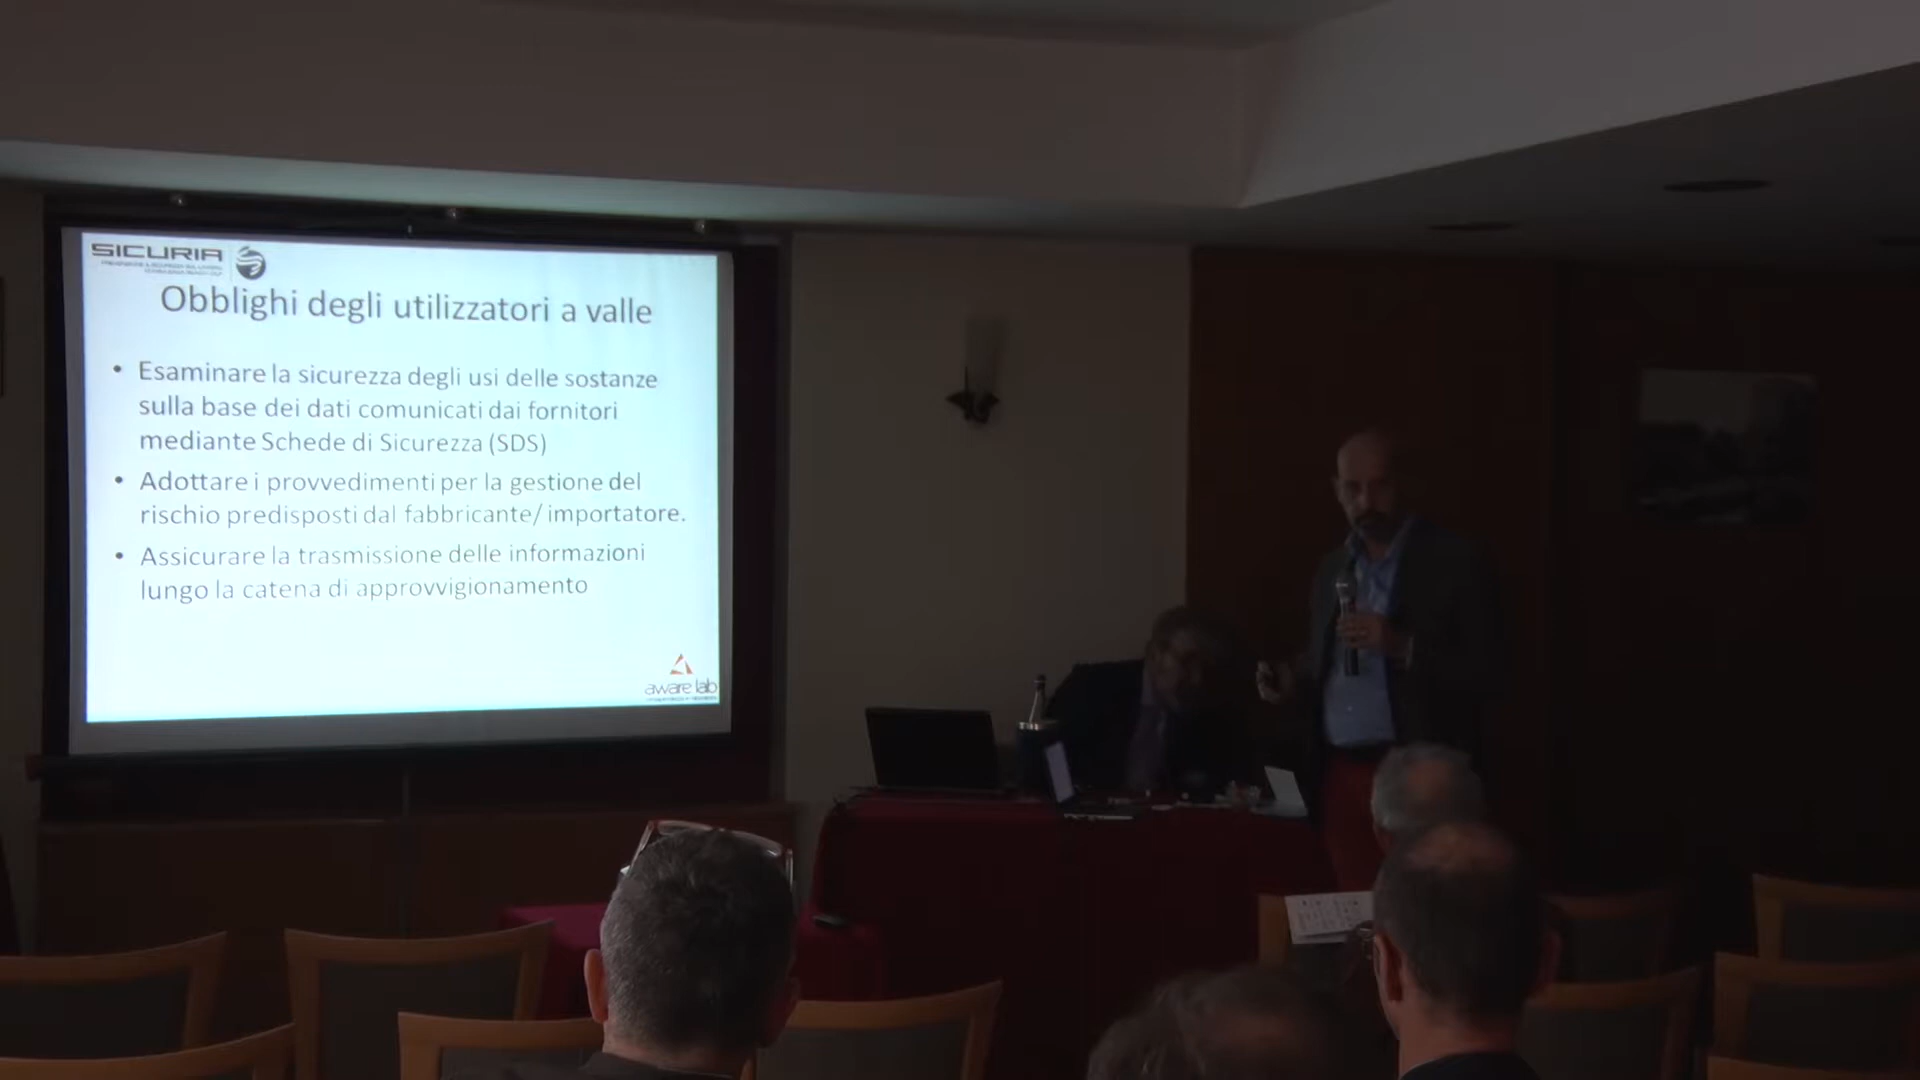 SICURIA
Obblighi degli utilizzatori a valle
• Esaminare la sicurezza degli usi delle sostanze
sulla base dei dati comunicati dai fornitori
mediante Schede di Sicurezza (SDS)
• Adottare i provvedimenti per la gestione del
rischio predisposti dal fabbricante/ importatore.
• Assicurare la trasmissione delle informazioni
lungo la catena di approvvigionamento
aware lab